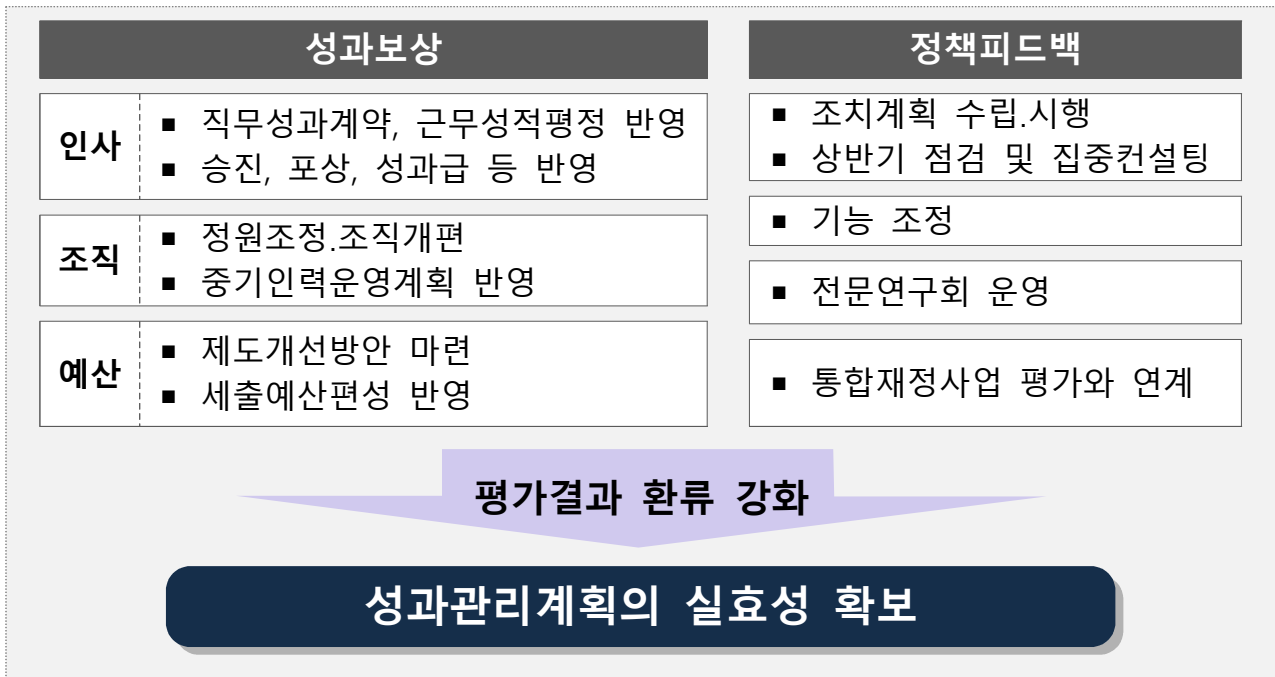 성과보상
인사
■ 직무성과계약, 근무성적평정 반영
■ 승진, 포상, 성과급 등 반영
조직
■ 정원조정.조직개편
■ 중기인력운영계획 반영
예산
■ 제도개선방안 마련
■ 세출예산편성 반영
정책피드백
■ 조치계획 수립.시행
■ 상반기 점검 및 집중컨설팅
■ 기능 조정
■ 전문연구회 운영
■ 통합재정사업 평가와 연계
평가결과 환류 강화
성과관리계획의 실효성 확보